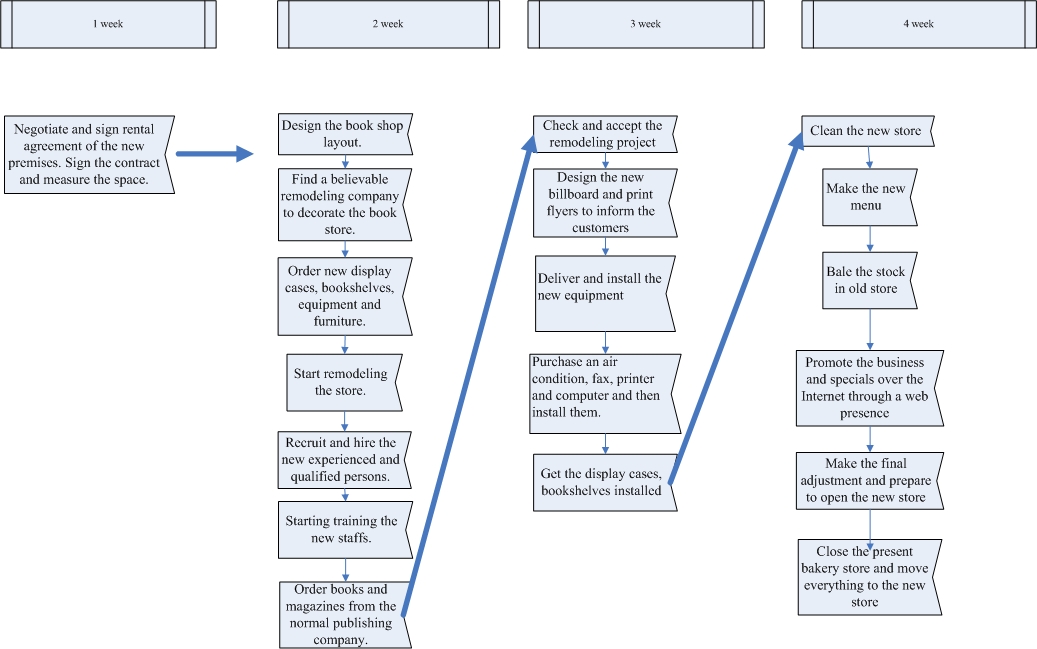 1 week
2 week
3 week
4 week
Negotiate and sign rental
agreement of the new
premises. Sign the contract
and measure the space.
Design the book shop
layout.
Find a believable
remodeling company
to decorate the book
store.
Order new display
cases, bookshelves,
equipment and
furniture.
Start remodeling
the store.
Recruit and hire the
new experienced and
qualified persons.
Starting training the
new staffs.
Order books and
magazines from the
normal publishing
company.
Check and accept the
remodeling project
Design the new
billboard and print
flyers to inform the
customers
Deliver and install the
new equipment
Purchase an air
condition, fax, printer
and computer and then
install them.
Get the display cases,
bookshelves installed
Clean the new store
Make the new
menu
Bale the stock
in old store
Promote the business
and specials over the
Internet through a web
presence
Make the final
adjustment and prepare
to open the new store
Close the present
bakery store and move
everything to the new
store